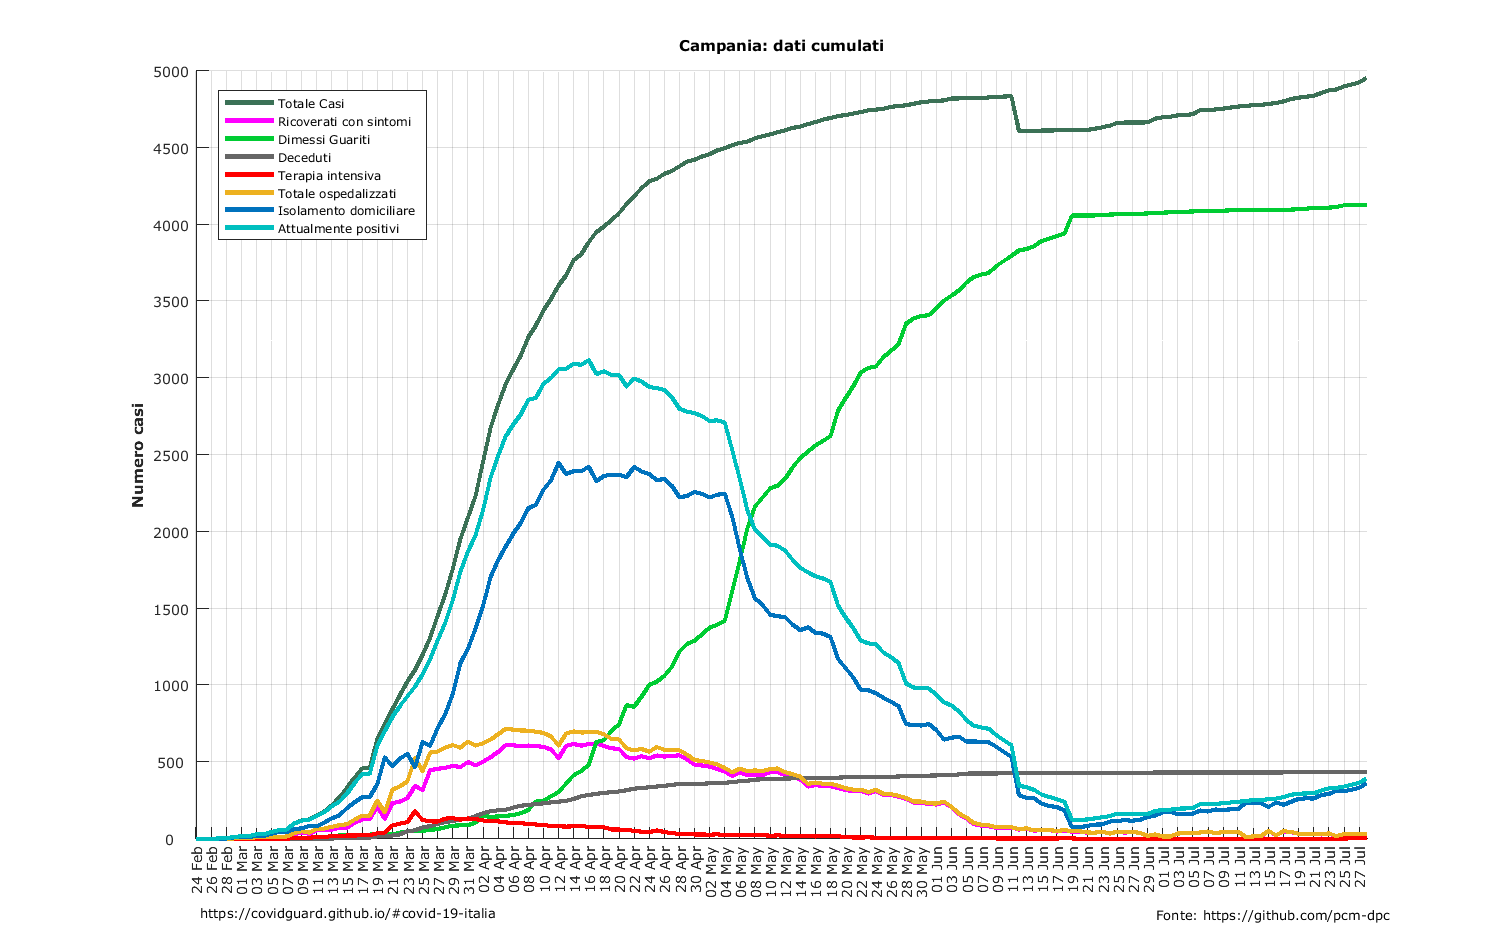 Campania: dati cumulati
5000
4500
4000
3500
3000
2500
2000
1500
1000
500
0
Numero casi
Totale Casi
Ricoverati con sintomi
Dimessi Guariti
Deceduti
Terapia intensiva
Totale ospedalizzati
Isolamento domiciliare
Attualmente positivi
24 Feb
26 Feb
28 Feb
01 Mar
03 Mar
05 Mar
07 Mar
09 Mar
11 Mar
13 Mar
15 Mar
17 Mar
19 Mar
21 Mar
23 Mar
25 Mar
27 Mar
29 Mar
31 Mar
02 Apr
04 Apr
06 Apr
08 Apr
10 Apr
12 Apr
14 Apr
16 Apr
18 Apr
20 Apr
22 Apr
24 Apr
26 Apr
28 Apr
30 Apr
02 May
04 May
06 May
08 May
10 May
12 May
14 May
16 May
18 May
20 May
22 May
24 May
26 May
28 May
30 May
01 Jun
03 Jun
05 Jun
07 Jun
09 Jun
11 Jun
13 Jun
15 Jun
17 Jun
19 Jun
21 Jun
23 Jun
25 Jun
27 Jun
29 Jun
01 Jul
03 Jul
05 Jul
07 Jul
09 Jul
11 Jul
13 Jul
15 Jul
17 Jul
19 Jul
21 Jul
23 Jul
25 Jul
27 Jul
https://covidguard.github.io/#covid-19-italia
Fonte: https://github.com/pcm-dpc